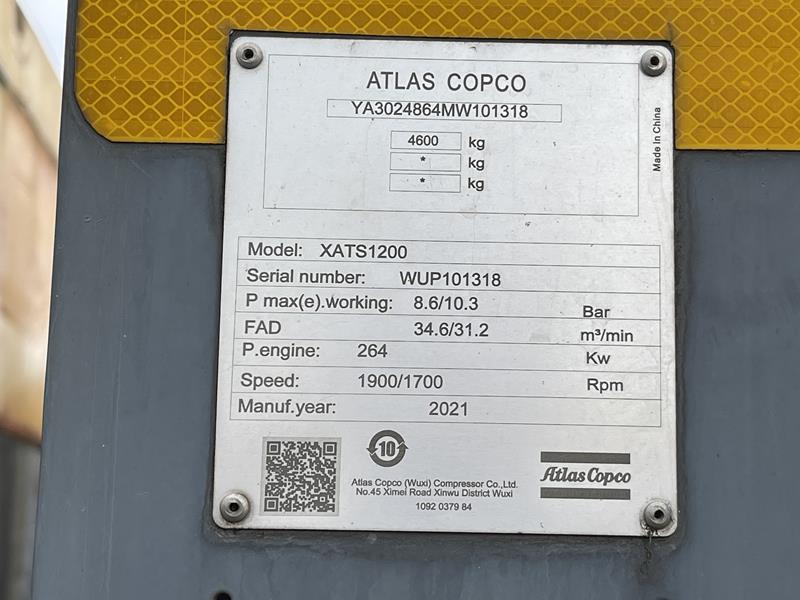 ATLAS COPCO
YA3024864MW101318
4600 kg
* kg
* kg
Made In China
Model: XATS1200
Serial number: WUP101318
P max(e).working: 8.6/10.3 Bar
FAD 34.6/31.2 m³/min
P.engine: 264 Kw
Speed: 1900/1700 Rpm
Manuf.year: 2021
10
Atlas Copco (Wuxi) Compressor Co.,Ltd.
No.45 Ximei Road Xinwu District Wuxi
1092 0379 84
Atlas Copco